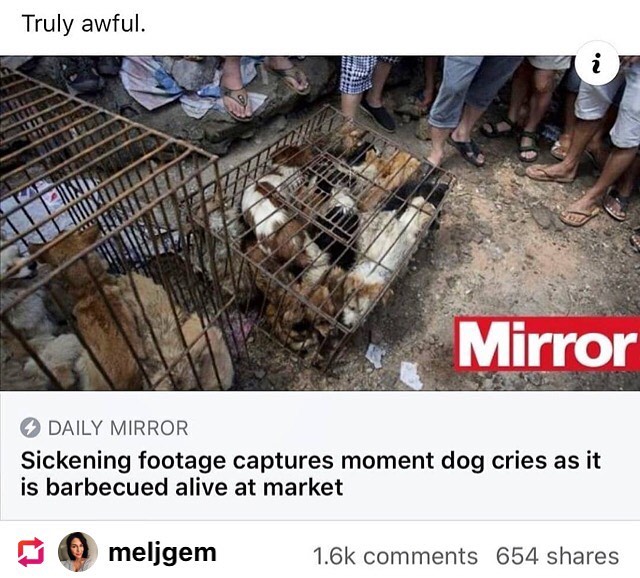 Truly awful.
i
Mirror
DAILY MIRROR
Sickening footage captures moment dog cries as it
is barbecued alive at market
meljgem
1.6k comments 654 shares